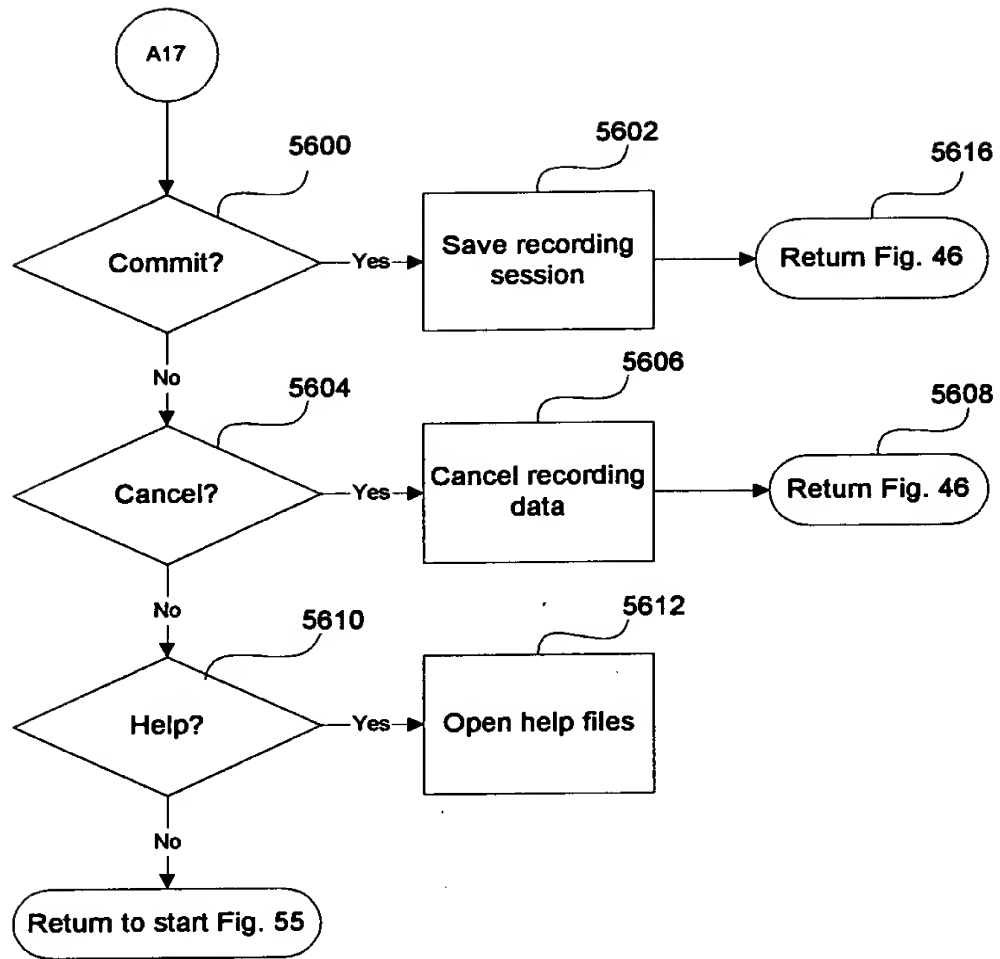 A17
5600
5602
5616
Commit?
Yes
Save recording
session
Return Fig. 46
No
5604
5606
5608
Cancel?
Yes
Cancel recording
data
Return Fig. 46
No
5610
5612
Help?
Yes
Open help files
No
Return to start Fig. 55